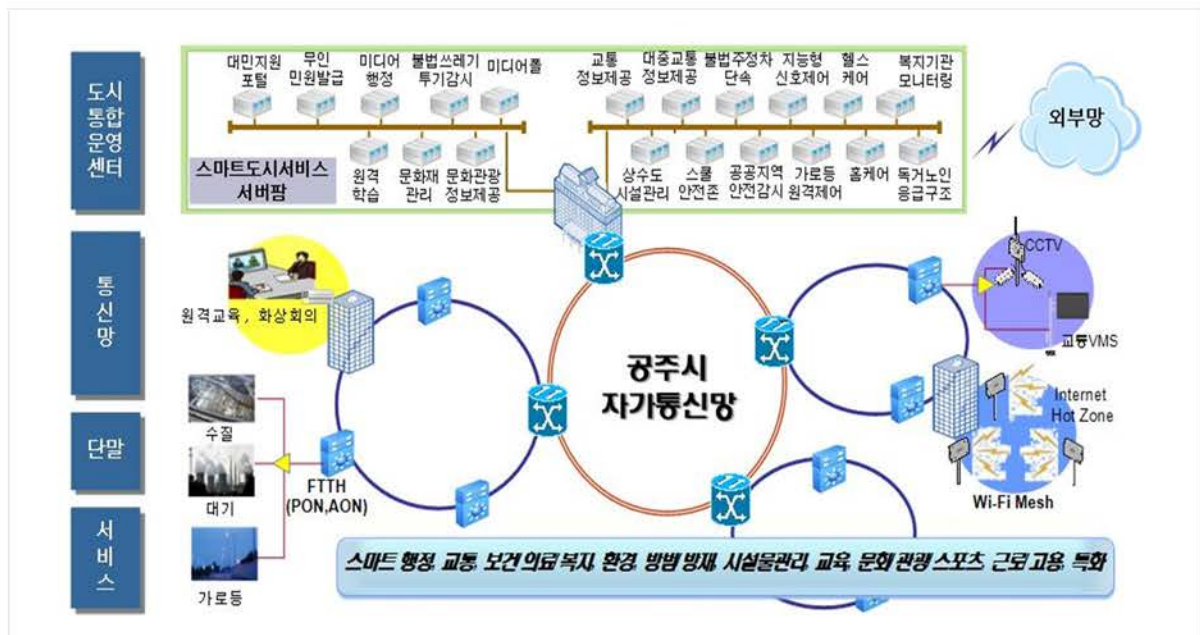 도시
통합
운영
센터
대민지원
포털
무인
민원발급
미디어
행정
불법쓰레기
투기감시
미디어폴
교통
정보제공
대중교통
정보제공
불법주정차
단속
지능형
신호제어
헬스
케어
복지기관
모니터링
외부망
스마트도시서비스
서버팜
원격
학습
문화재
관리
문화관광
정보제공
상수도
시설관리
스쿨
안전존
공공지역
안전감시
가로등
원격제어
홈케어
독거노인
응급구조
통
신
망
원격교육, 화상회의
CCTV
교통VMS
공주시
자가통신망
Internet
Hot Zone
Wi-Fi Mesh
단말
수질
대기
가로등
FTTH
(PON,AON)
서
비
스
스마트 행정, 교통, 보건 의료 복지, 환경, 방범 방재, 시설물관리, 교육, 문화 관광 스포츠, 근로 고용, 특화